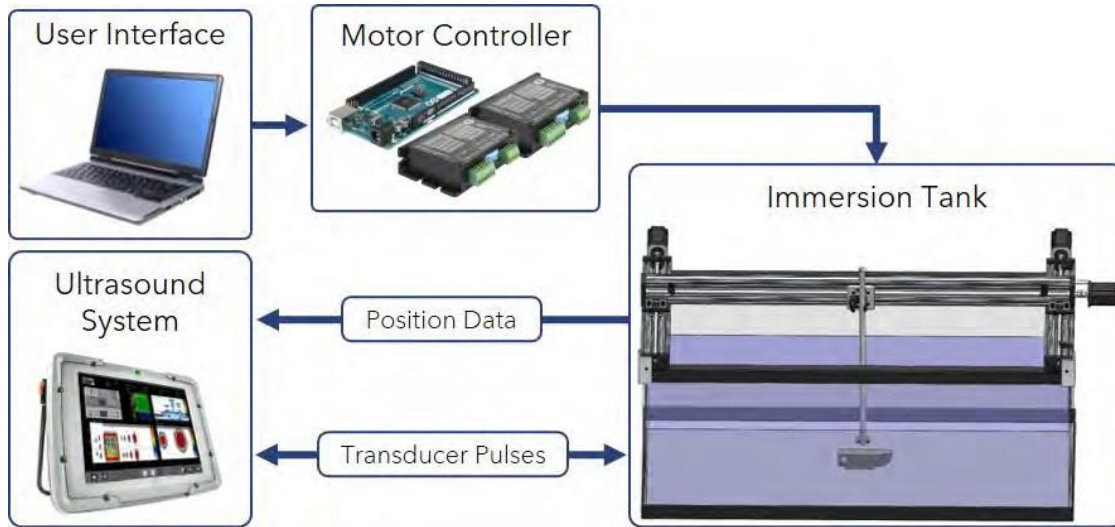 User Interface
Motor Controller
Immersion Tank
Ultrasound
System
Position Data
Transducer Pulses